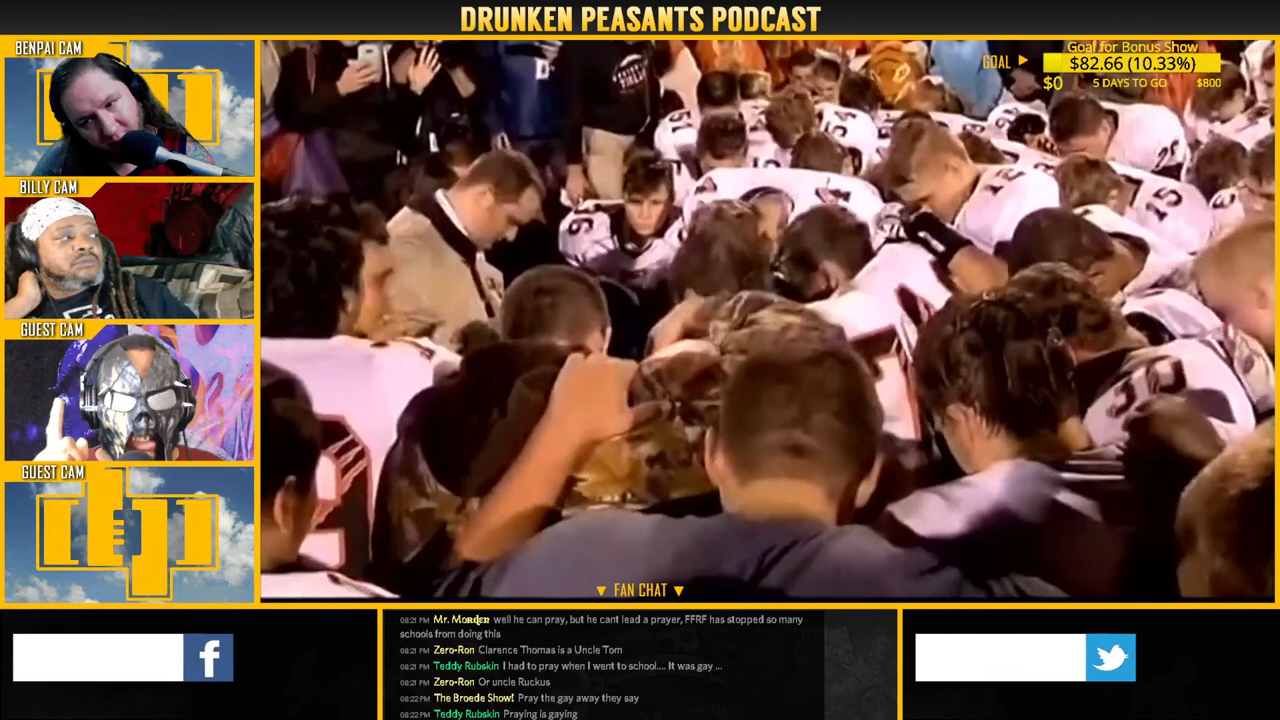 DRUNKEN PEASANTS PODCAST
BENPAI CAM
Goal for Bonus Show
GOAL
$82.66 (10.33%)
$0
5 DAYS TO GO
$800
BILLY CAM
GUEST CAM
GUEST CAM
FAN CHAT
08:21 PM Mr. Morden well he can pray, but he cant lead a prayer, FFRF has stopped so many
schools from doing this
08:21 PM Zero-Ron Clarence Thomas is a Uncle Tom
08:21 PM Teddy Rubskin I had to pray when I went to school.... It was gay ...
08:21 PM Zero-Ron Or uncle Ruckus
08:22 PM The Broede Show! Pray the gay away they say
08:22 PM Teddy Rubskin Praying is gaying
54
15